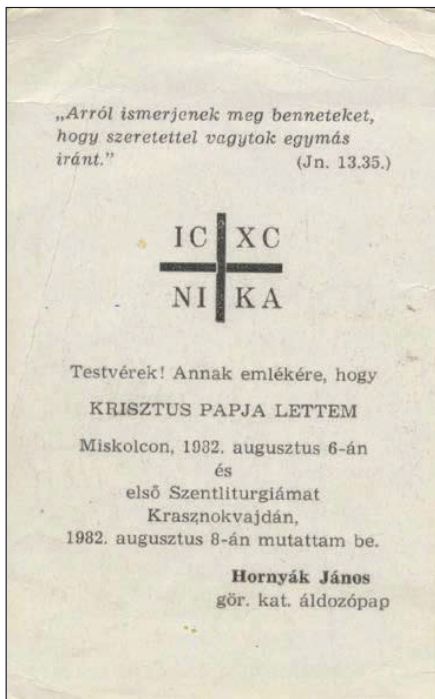 „Arról ismerjenek meg benneteket,
hogy szeretettel vagytok egymás
iránt.” (Jn. 13.35.)
IC XC
NI KA
Testvérek! Annak emlékére, hogy
KRISZTUS PAPJA LETTEM
Miskolcon, 1982. augusztus 6-án
és
első Szentliturgiámat
Krasznokvajdán,
1982. augusztus 8-án mutattam be.
Hornyák János
gör. kat. áldozópap